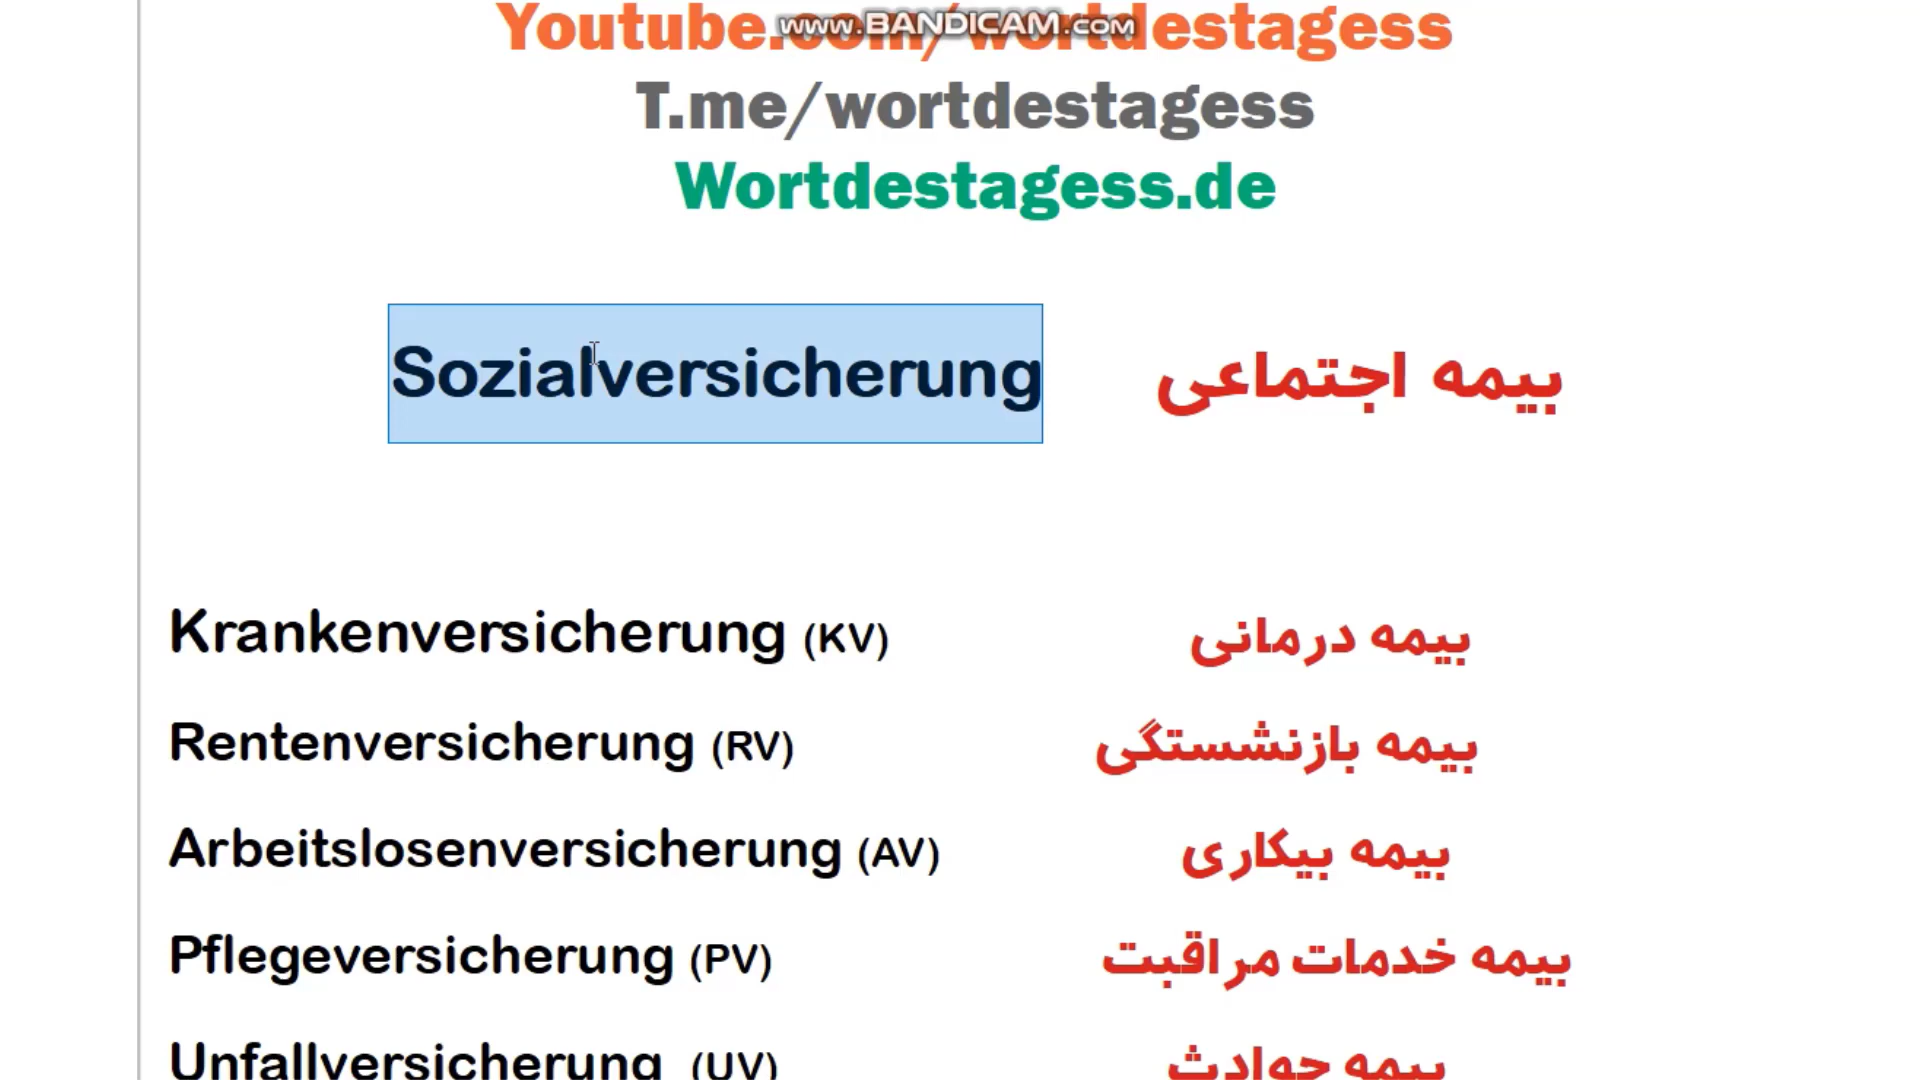 www.BANDICAM.com
Youtube.com/wortdestagess
T.me/wortdestagess
Wortdestagess.de
Sozialversicherung بیمه اجتماعی
Krankenversicherung (KV) بیمه درمانی
Rentenversicherung (RV) بیمه بازنشستگی
Arbeitslosenversicherung (AV) بیمه بیکاری
Pflegeversicherung (PV) بیمه خدمات مراقبت
Unfallversicherung (UV) بیمه حوادث